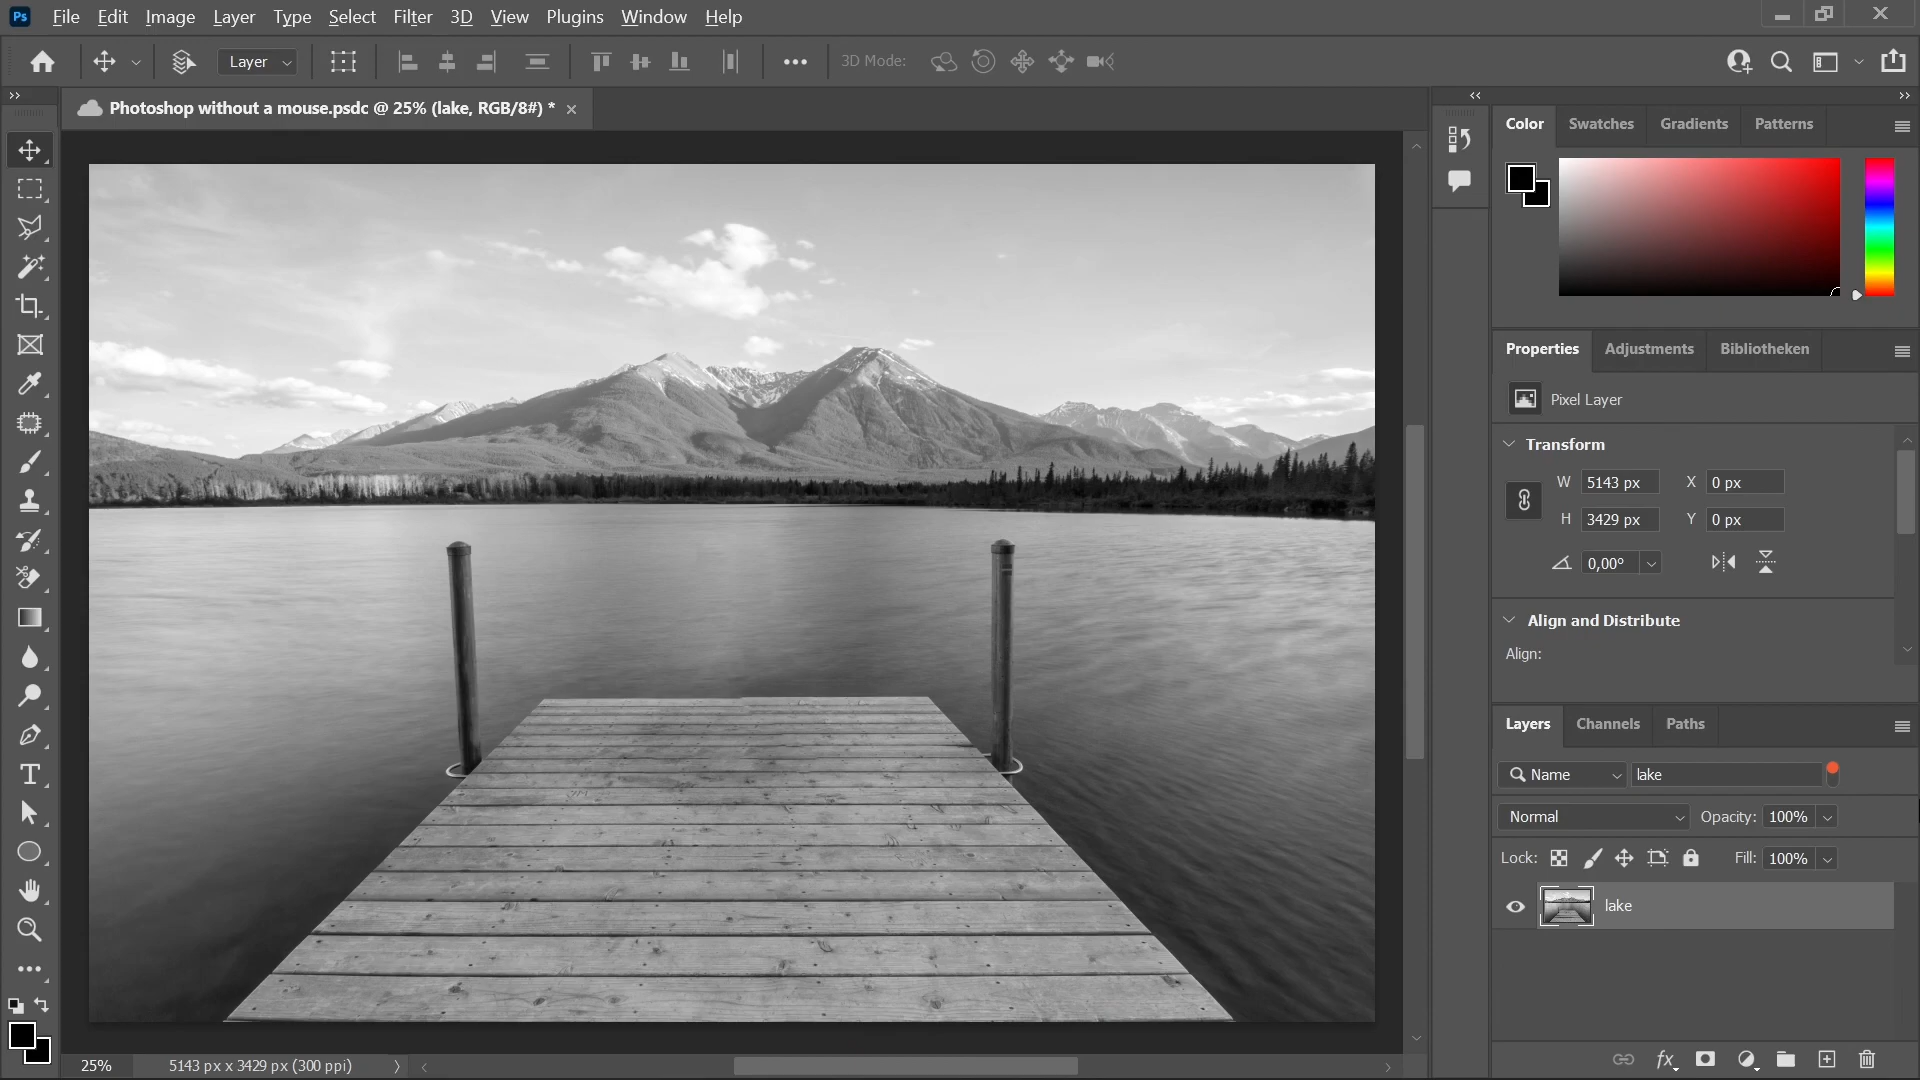 Ps File Edit Image Layer Type Select Filter 3D View Plugins Window Help
Layer 3D Mode:
Photoshop without a mouse.psdc @ 25% (lake, RGB/8#) *
Color Swatches Gradients Patterns
Properties Adjustments Bibliotheken
Pixel Layer
Transform
W 5143 px X 0 px
H 3429 px Y 0 px
0,00°
Align and Distribute
Align:
Layers Channels Paths
Name lake
Normal Opacity: 100%
Lock: Fill: 100%
lake
fx
25% 5143 px x 3429 px (300 ppi)